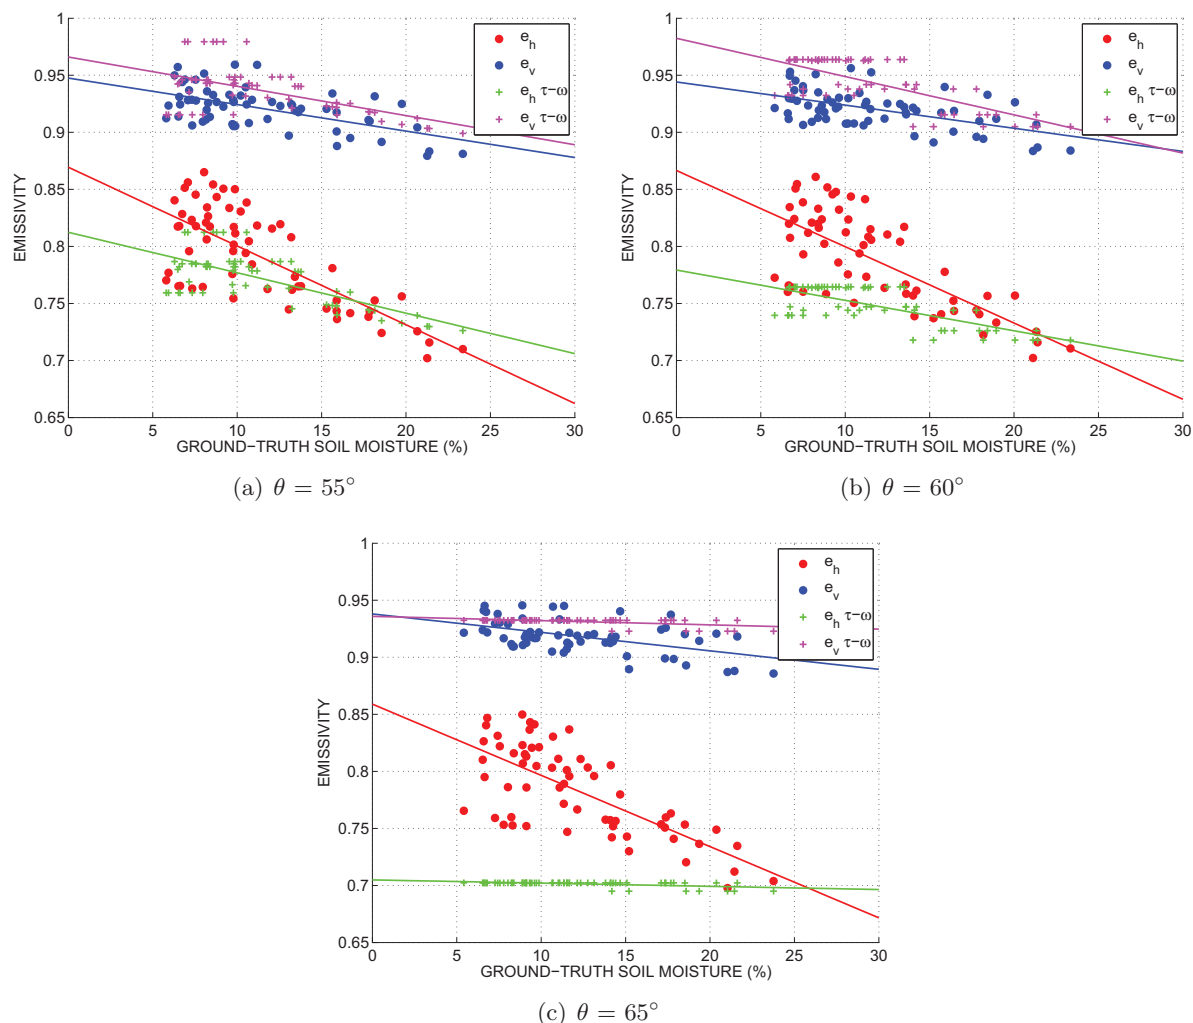 1
0.95
0.9
0.85
0.8
0.75
0.7
0.65
EMISSIVITY
0 5 10 15 20 25 30
GROUND−TRUTH SOIL MOISTURE (%)
e_h
e_v
e_h τ−ω
e_v τ−ω
(a) θ = 55°
1
0.95
0.9
0.85
0.8
0.75
0.7
0.65
EMISSIVITY
0 5 10 15 20 25 30
GROUND−TRUTH SOIL MOISTURE (%)
e_h
e_v
e_h τ−ω
e_v τ−ω
(b) θ = 60°
1
0.95
0.9
0.85
0.8
0.75
0.7
0.65
EMISSIVITY
0 5 10 15 20 25 30
GROUND−TRUTH SOIL MOISTURE (%)
e_h
e_v
e_h τ−ω
e_v τ−ω
(c) θ = 65°